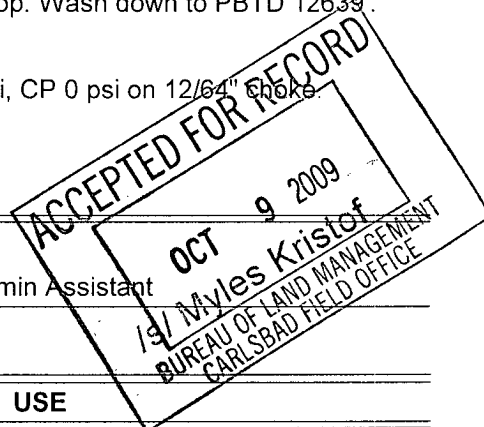 op. Wash down to PBTD 12639'.
i, CP 0 psi on 12/64" choke.
ACCEPTED FOR RECORD
OCT 9 2009
/s/ Myles Kristof
BUREAU OF LAND MANAGEMENT
CARLSBAD FIELD OFFICE
min Assistant
USE